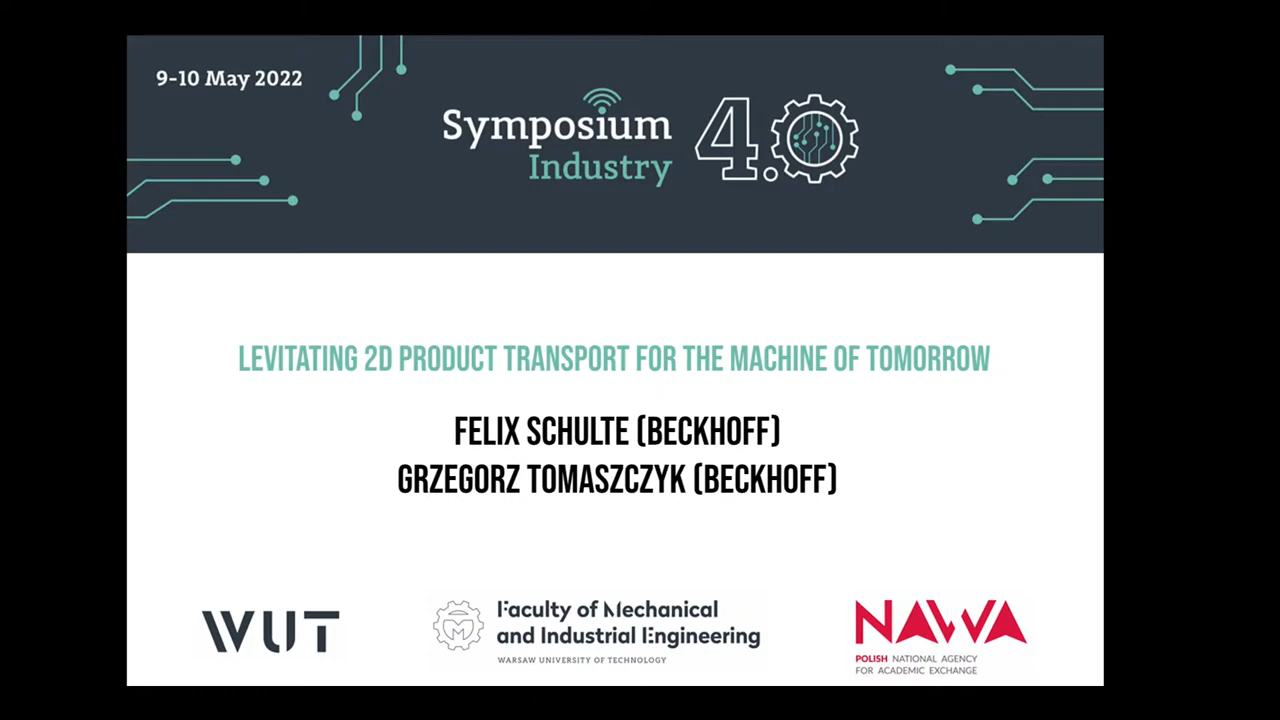 9-10 May 2022
Symposium
Industry
4.0
LEVITATING 2D PRODUCT TRANSPORT FOR THE MACHINE OF TOMORROW
FELIX SCHULTE (BECKHOFF)
GRZEGORZ TOMASZCZYK (BECKHOFF)
WUT
Faculty of Mechanical
and Industrial Engineering
WARSAW UNIVERSITY OF TECHNOLOGY
NAWA
POLISH NATIONAL AGENCY
FOR ACADEMIC EXCHANGE